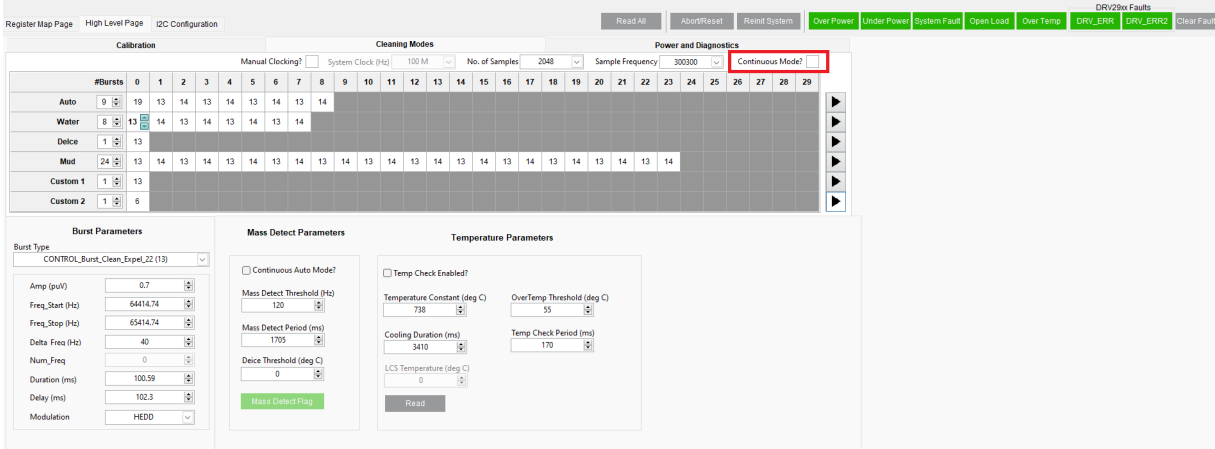 DRV29xx Faults
Register Map Page High Level Page I2C Configuration Read All Abort/Reset Reinit System Over Power Under Power System Fault Open Load Over Temp DRV_ERR DRV_ERR2 Clear Fault
Calibration Cleaning Modes Power and Diagnostics
Manual Clocking? System Clock (Hz) 100 M No. of Samples 2048 Sample Frequency 300300 Continuous Mode?
#Bursts 0 1 2 3 4 5 6 7 8 9 10 11 12 13 14 15 16 17 18 19 20 21 22 23 24 25 26 27 28 29
Auto 9 19 13 14 13 14 13 14 13 14
Water 8 13 14 13 14 13 14 13 14
DeIce 1 13
Mud 24 13 14 13 14 13 14 13 14 13 14 13 14 13 14 13 14 13 14 13 14 13 14 13 14
Custom 1 1 13
Custom 2 1 6
Burst Parameters
Burst Type
CONTROL_Burst_Clean_Expel_22 (13)
Amp (puV) 0.7
Freq_Start (Hz) 64414.74
Freq_Stop (Hz) 65414.74
Delta Freq (Hz) 40
Num_Freq 0
Duration (ms) 100.59
Delay (ms) 102.3
Modulation HEDD
Mass Detect Parameters
Continuous Auto Mode?
Mass Detect Threshold (Hz)
120
Mass Detect Period (ms)
1705
Deice Threshold (deg C)
0
Mass Detect Flag
Temperature Parameters
Temp Check Enabled?
Temperature Constant (deg C) OverTemp Threshold (deg C)
738 55
Cooling Duration (ms) Temp Check Period (ms)
3410 170
LCS Temperature (deg C)
0
Read